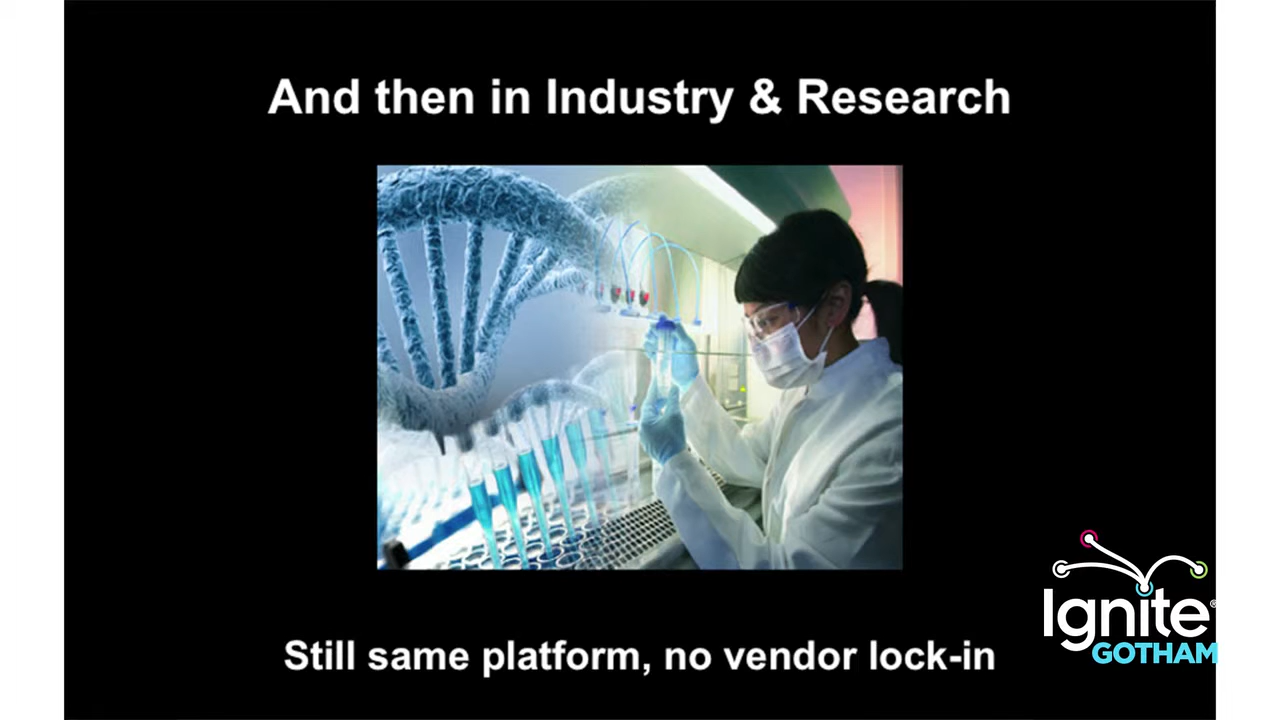 And then in Industry & Research
Still same platform, no vendor lock-in
Ignite®
GOTHAM